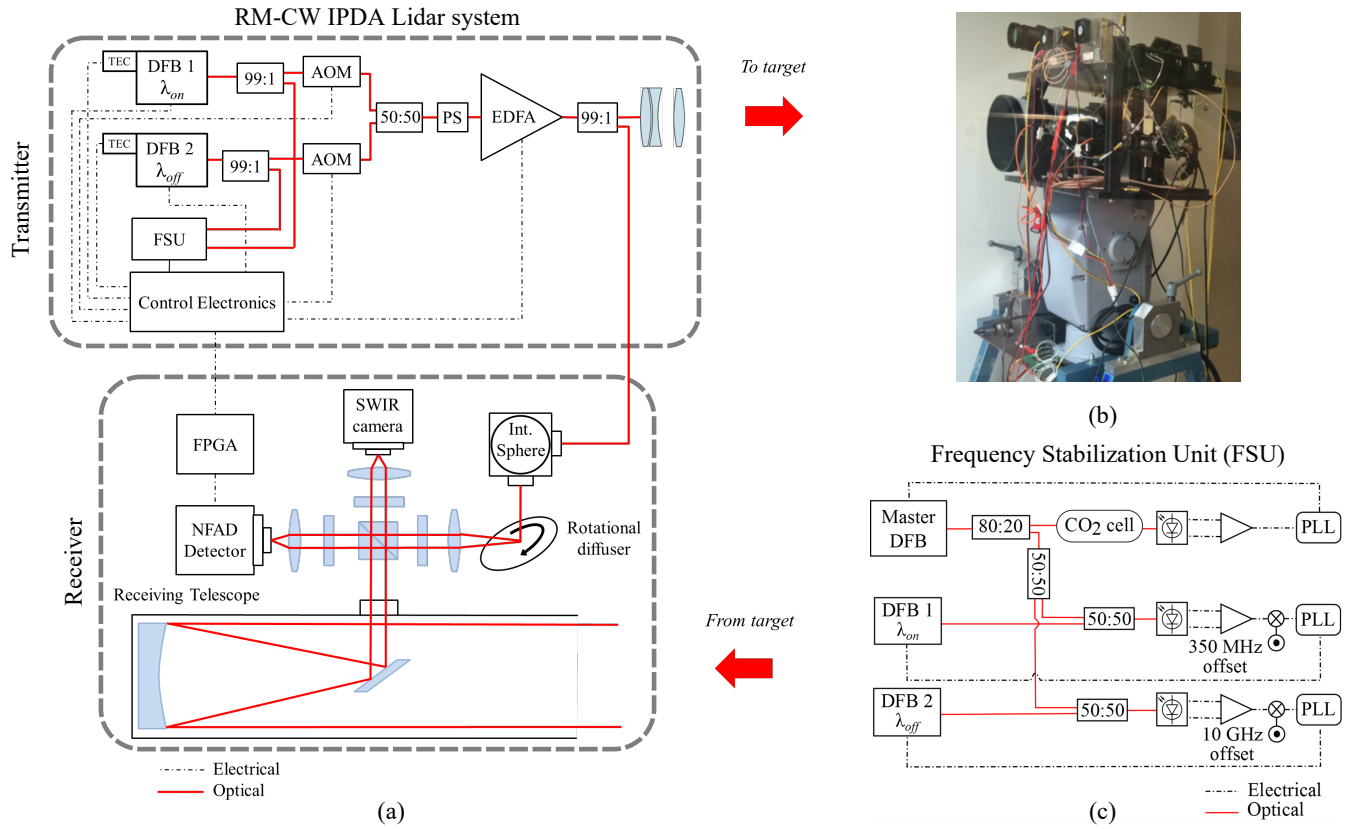 RM-CW IPDA Lidar system
Transmitter
TEC
DFB 1
λon
99:1
AOM
TEC
DFB 2
λoff
99:1
AOM
50:50
PS
EDFA
99:1
FSU
Control Electronics
To target
(b)
Receiver
FPGA
SWIR
camera
Int.
Sphere
NFAD
Detector
Rotational
diffuser
Receiving Telescope
From target
Electrical
Optical
(a)
Frequency Stabilization Unit (FSU)
Master
DFB
80:20
CO2 cell
PLL
50:50
DFB 1
λon
50:50
350 MHz
offset
PLL
DFB 2
λoff
50:50
10 GHz
offset
PLL
Electrical
Optical
(c)